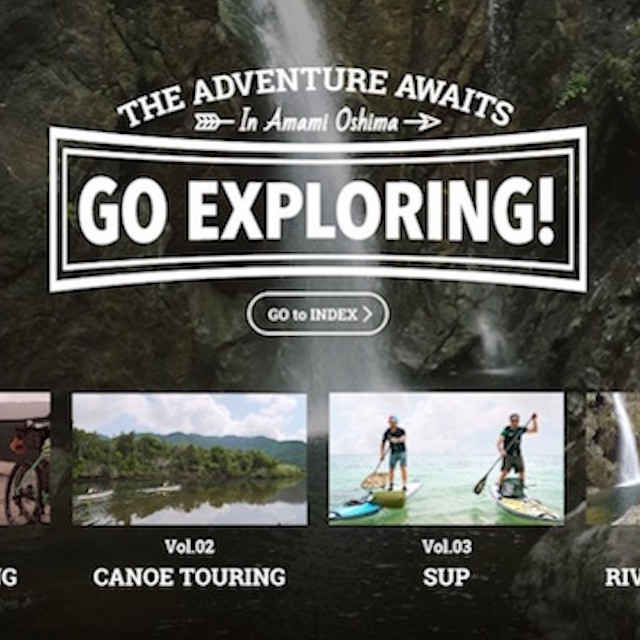 THE ADVENTURE AWAITS
In Amami Oshima
GO EXPLORING!
GO to INDEX
Vol.02
Vol.03
NG
CANOE TOURING
SUP
RIV